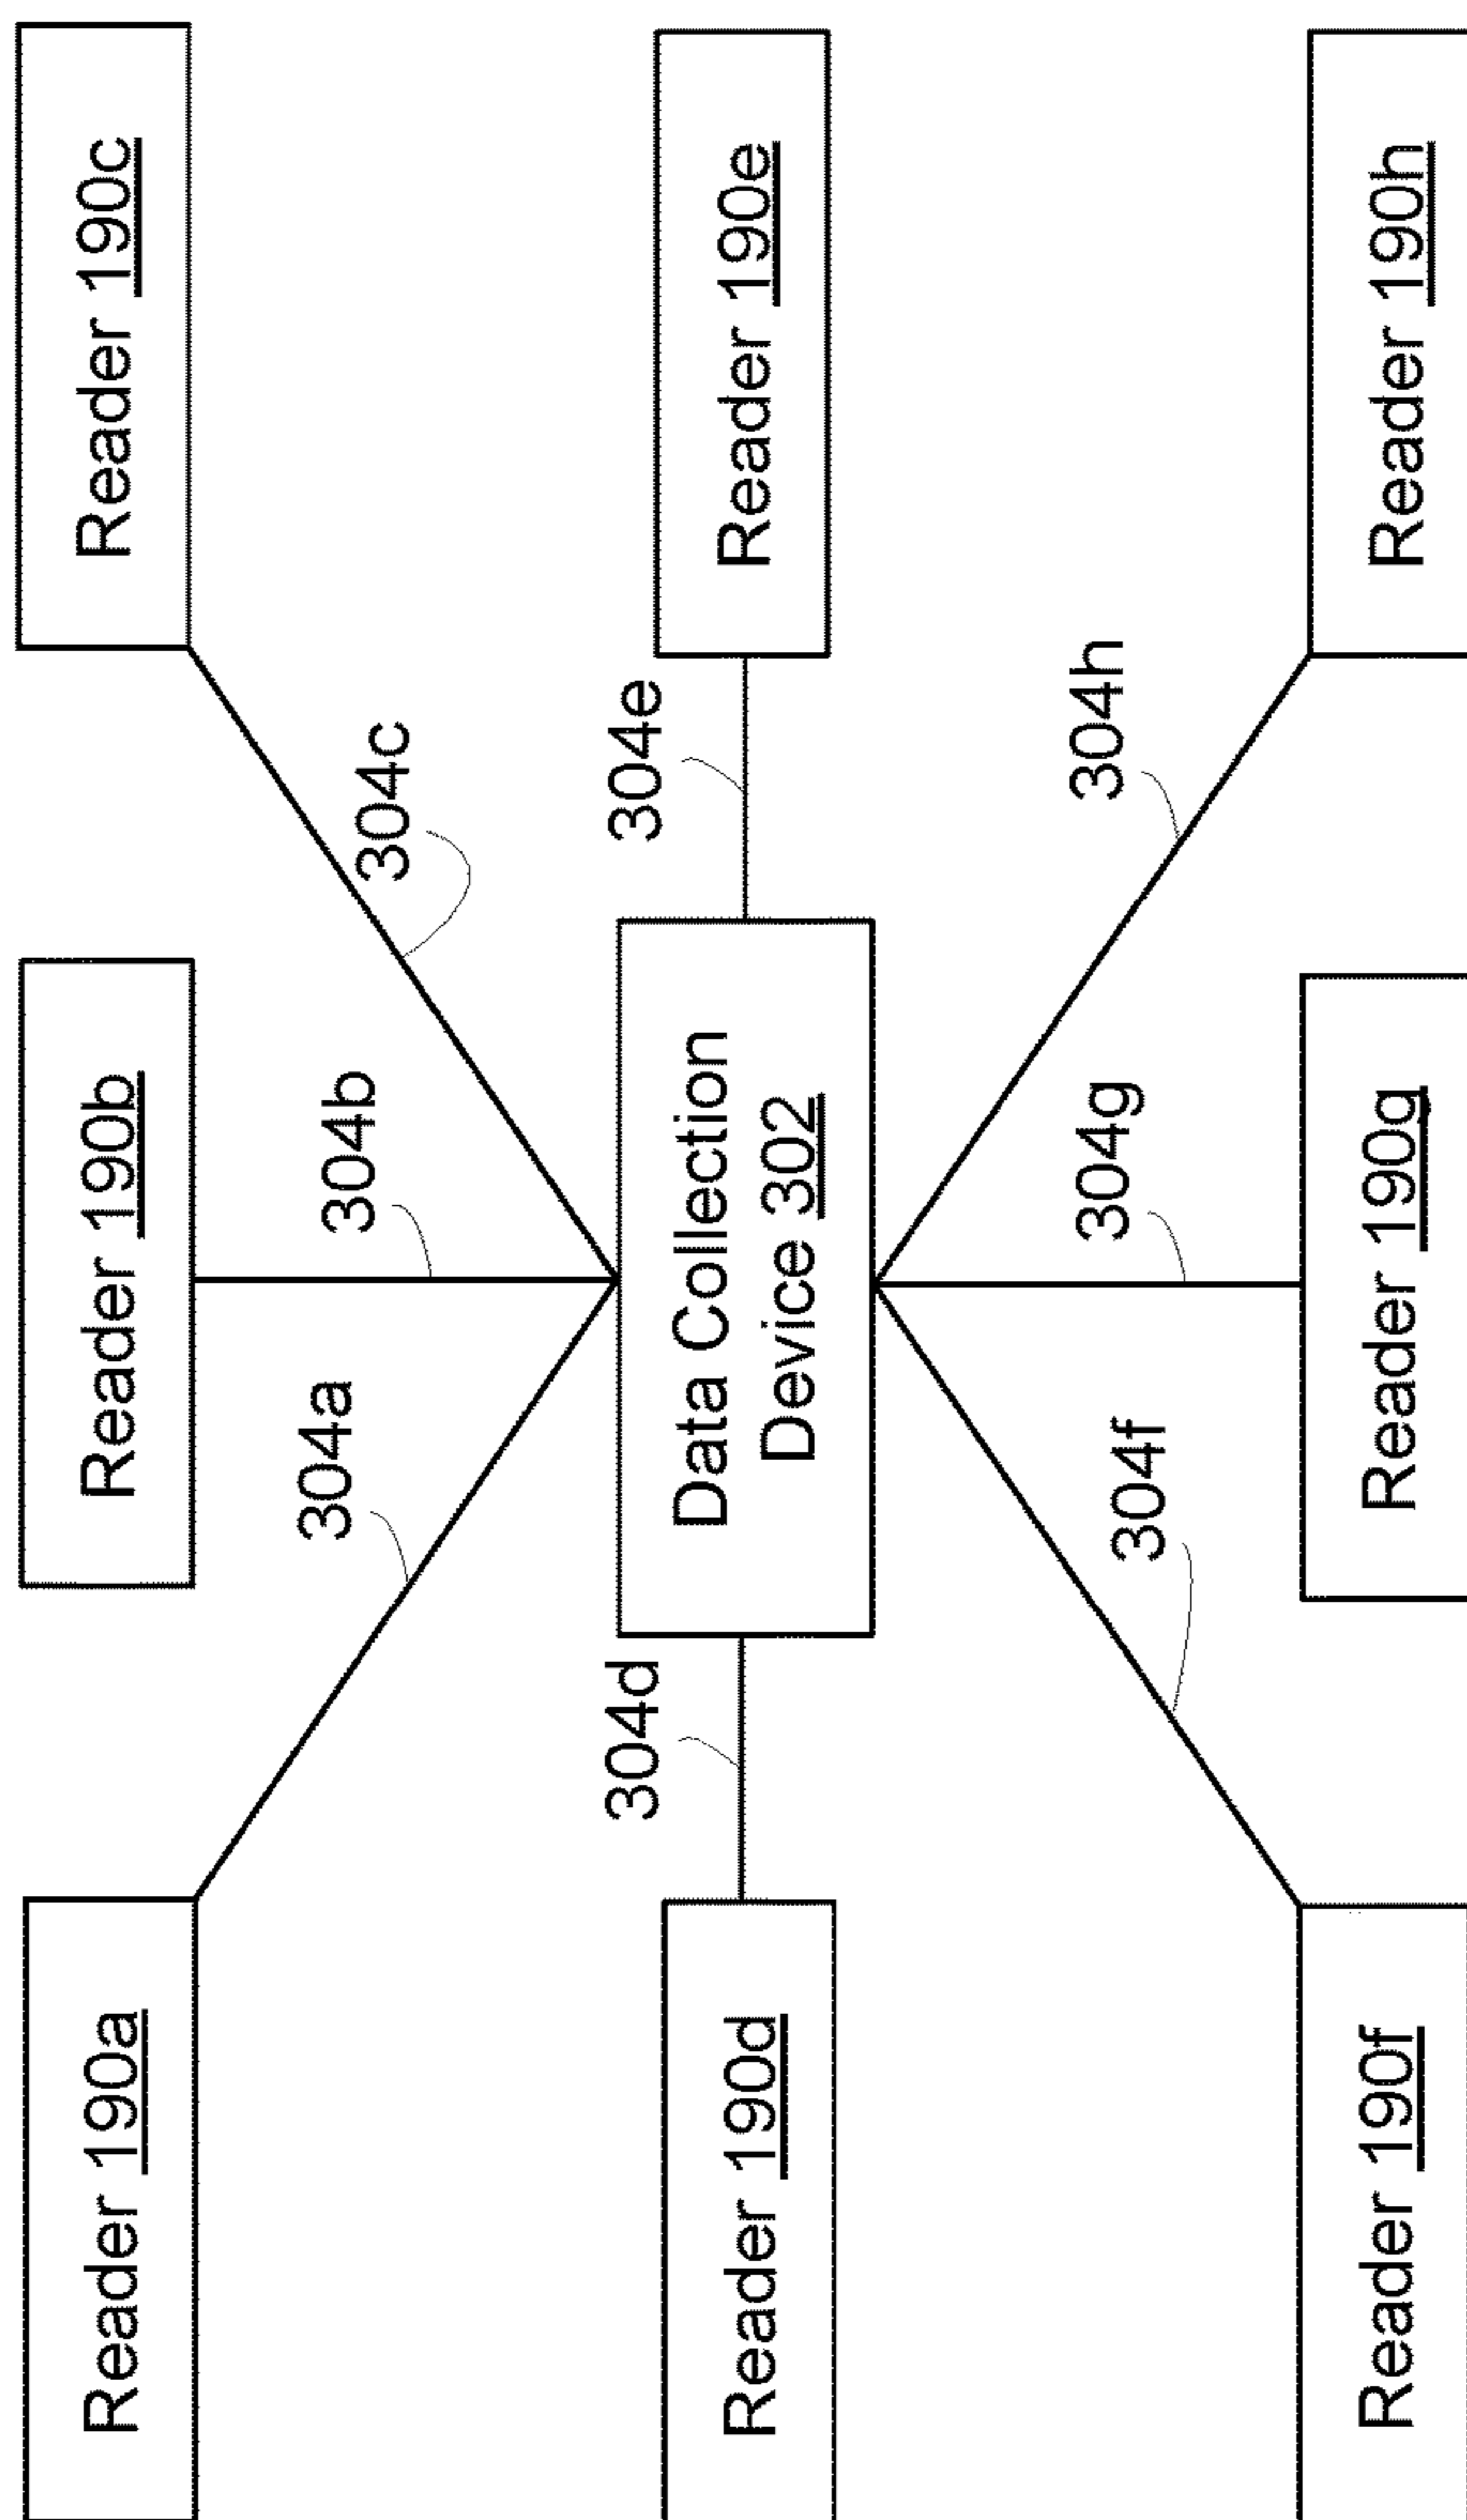 Reader 190a
Reader 190b
Reader 190c
304a
304b
304c
304d
Data Collection
Device 302
304e
Reader 190d
Reader 190e
304f
304g
304h
Reader 190f
Reader 190g
Reader 190h